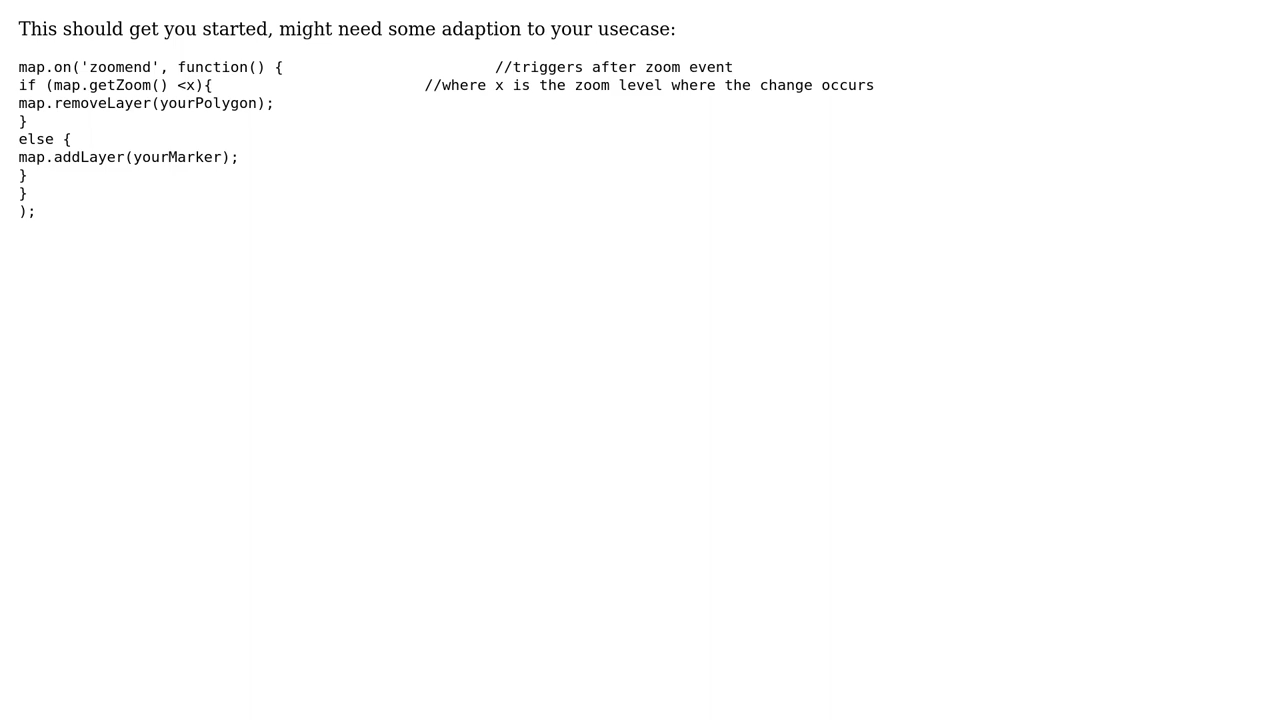 This should get you started, might need some adaption to your usecase:
map.on('zoomend', function() {                        //triggers after zoom event
if (map.getZoom() <x){                        //where x is the zoom level where the change occurs
map.removeLayer(yourPolygon);
}
else {
map.addLayer(yourMarker);
}
}
);